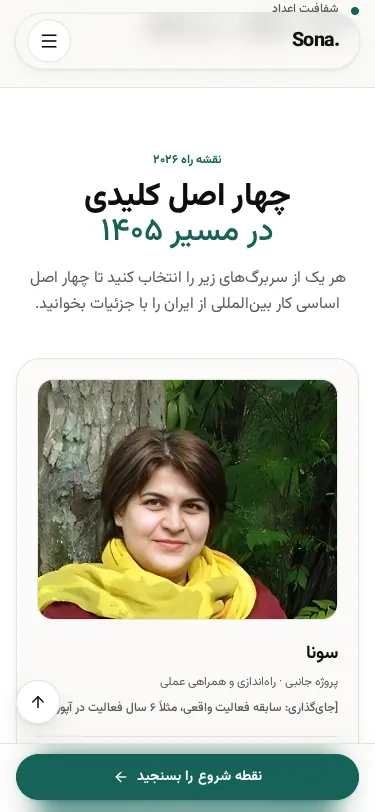 شفافیت اعداد
Sona.
نقشه راه ۲۰۲۶
چهار اصل کلیدی
در مسیر ۱۴۰۵
هر یک از سربرگ‌های زیر را انتخاب کنید تا چهار اصل
اساسی کار بین‌المللی از ایران را با جزئیات بخوانید.
سونا
پروژه جانبی · راه‌اندازی و همراهی عملی
[جای‌گذاری: سابقه فعالیت واقعی، مثلاً ۶ سال فعالیت در
نقطه شروع را بسنجید ←